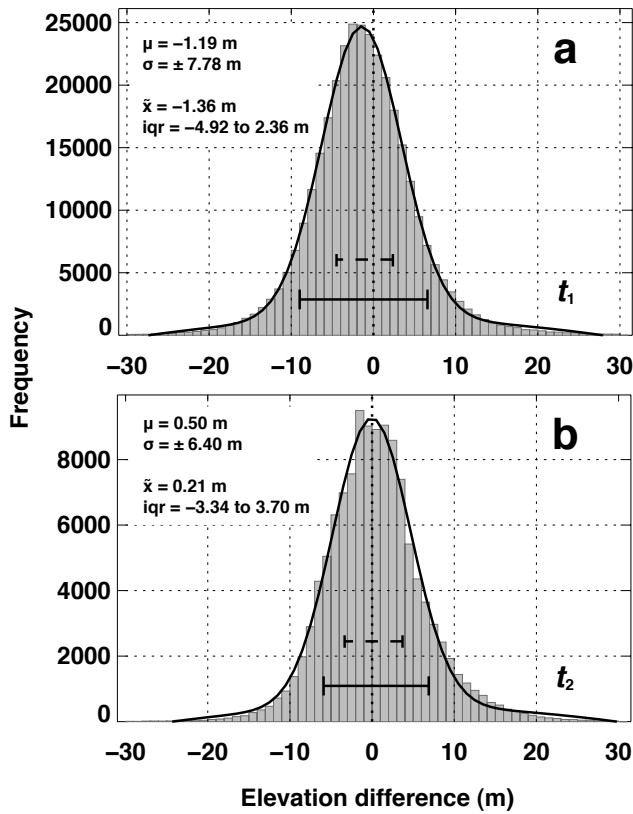 Frequency
25000
20000
15000
10000
5000
0
μ = −1.19 m
σ = ± 7.78 m
x̃ = −1.36 m
iqr = −4.92 to 2.36 m
a
t₁
−30 −20 −10 0 10 20 30
8000
6000
4000
2000
0
μ = 0.50 m
σ = ± 6.40 m
x̃ = 0.21 m
iqr = −3.34 to 3.70 m
b
t₂
−30 −20 −10 0 10 20 30
Elevation difference (m)